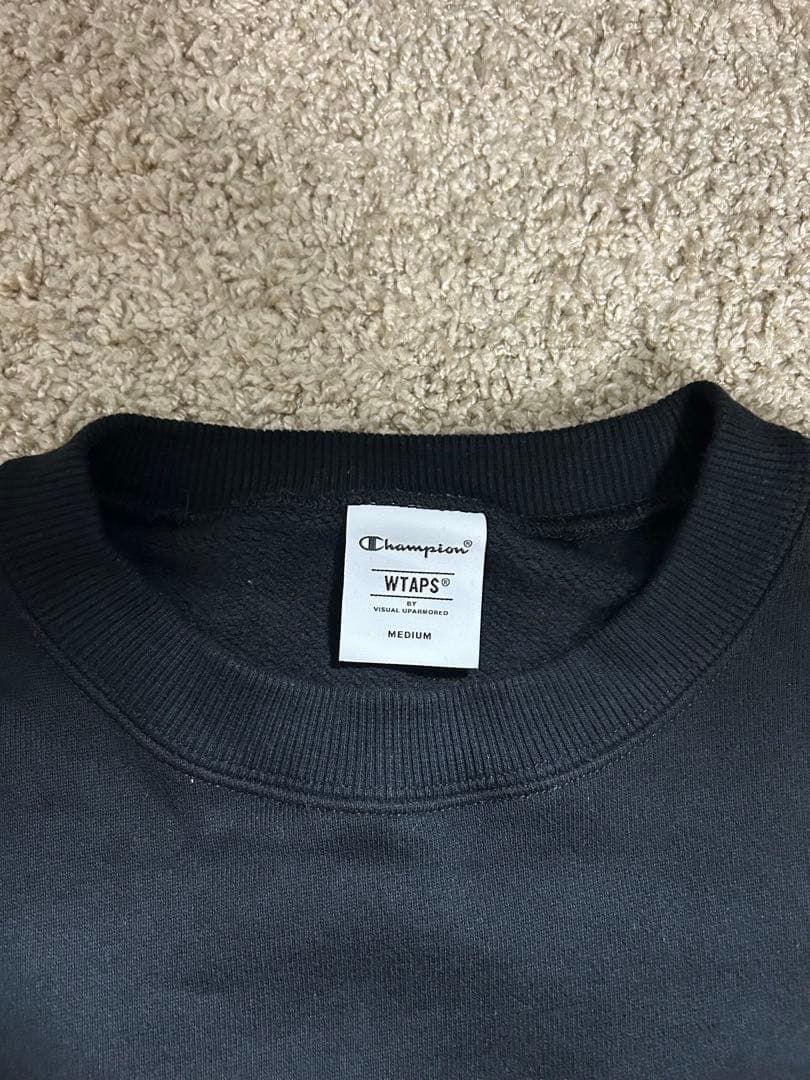 Champion®
WTAPS®
BY
VISUAL UPARMORED
MEDIUM